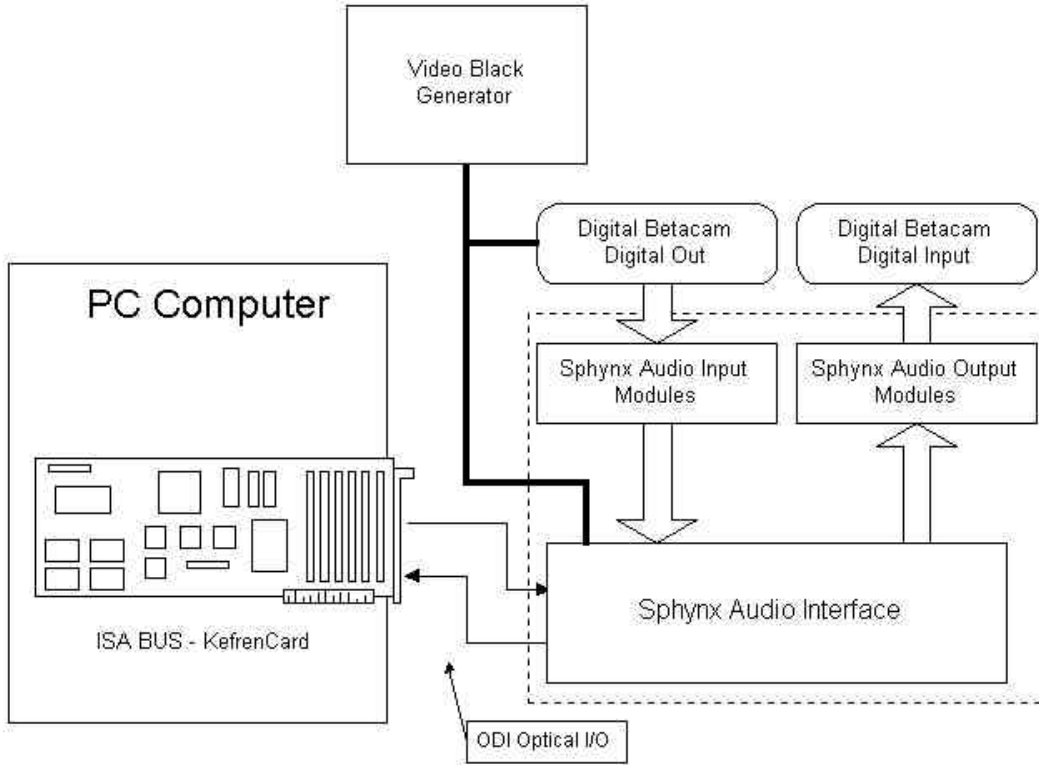 Video Black
Generator
Digital Betacam
Digital Out
Digital Betacam
Digital Input
PC Computer
Sphynx Audio Input
Modules
Sphynx Audio Output
Modules
Sphynx Audio Interface
ISA BUS - KefrenCard
ODI Optical I/O